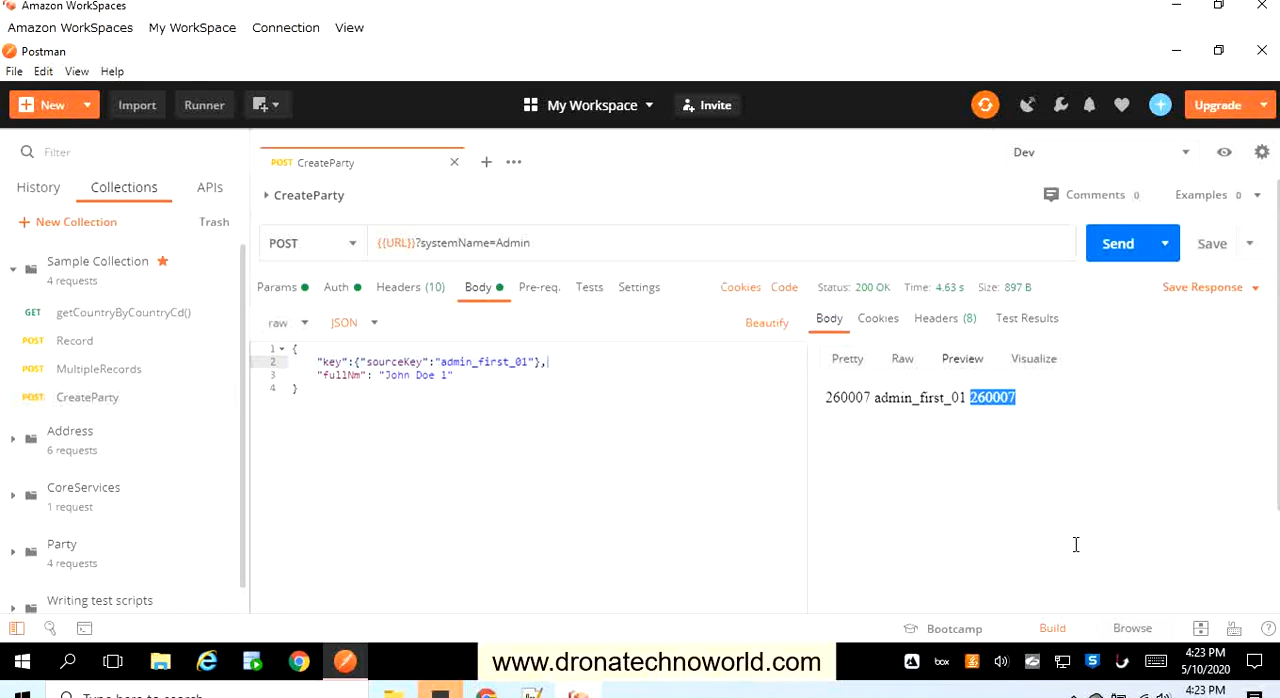 Amazon WorkSpaces
Amazon WorkSpaces My WorkSpace Connection View
Postman
File Edit View Help
New Import Runner My Workspace Invite Upgrade
Filter POST CreateParty Dev
History Collections APIs CreateParty Comments 0 Examples 0
New Collection Trash
POST {{URL}}?systemName=Admin Send Save
Sample Collection
4 requests
Params Auth Headers (10) Body Pre-req. Tests Settings Cookies Code Status: 200 OK Time: 4.63 s Size: 897 B Save Response
GET getCountryByCountryCd()
raw JSON Beautify Body Cookies Headers (8) Test Results
POST Record
1 {
2 "key":{"sourceKey":"admin_first_01"},
3 "fullNm": "John Doe 1"
4 }
Pretty Raw Preview Visualize
POST MultipleRecords
POST CreateParty
260007 admin_first_01 260007
Address
6 requests
CoreServices
1 request
Party
4 requests
Writing test scripts
Bootcamp Build Browse
www.dronatechnoworld.com
box
4:23 PM
5/10/2020
4:23 PM